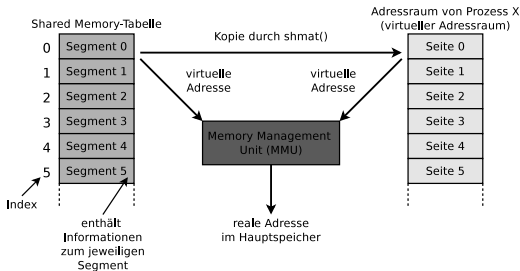 Shared Memory-Tabelle
Adressraum von Prozess X
(virtueller Adressraum)
0
Segment 0
Kopie durch shmat()
Seite 0
1
Segment 1
Seite 1
virtuelle
Adresse
virtuelle
Adresse
2
Segment 2
Seite 2
3
Segment 3
Memory Management
Unit (MMU)
Seite 3
4
Segment 4
Seite 4
5
Segment 5
Seite 5
Index
enthält
Informationen
zum jeweiligen
Segment
reale Adresse
im Hauptspeicher